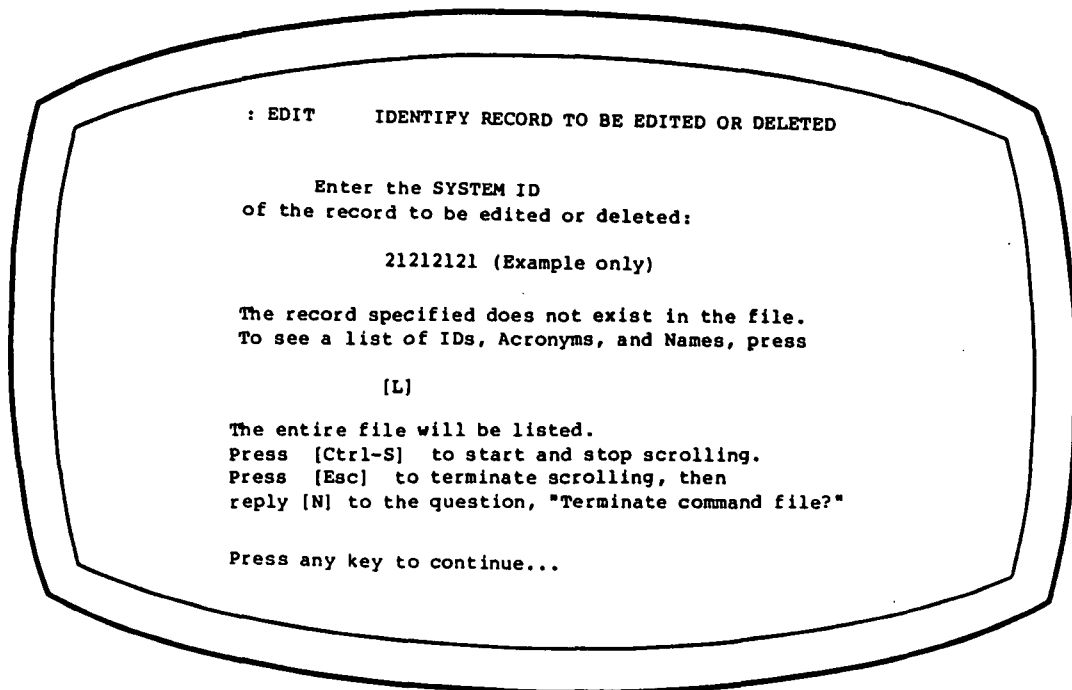 : EDIT IDENTIFY RECORD TO BE EDITED OR DELETED
Enter the SYSTEM ID
of the record to be edited or deleted:
21212121 (Example only)
The record specified does not exist in the file.
To see a list of IDs, Acronyms, and Names, press
[L]
The entire file will be listed.
Press [Ctrl-S] to start and stop scrolling.
Press [Esc] to terminate scrolling, then
reply [N] to the question, "Terminate command file?"
Press any key to continue...